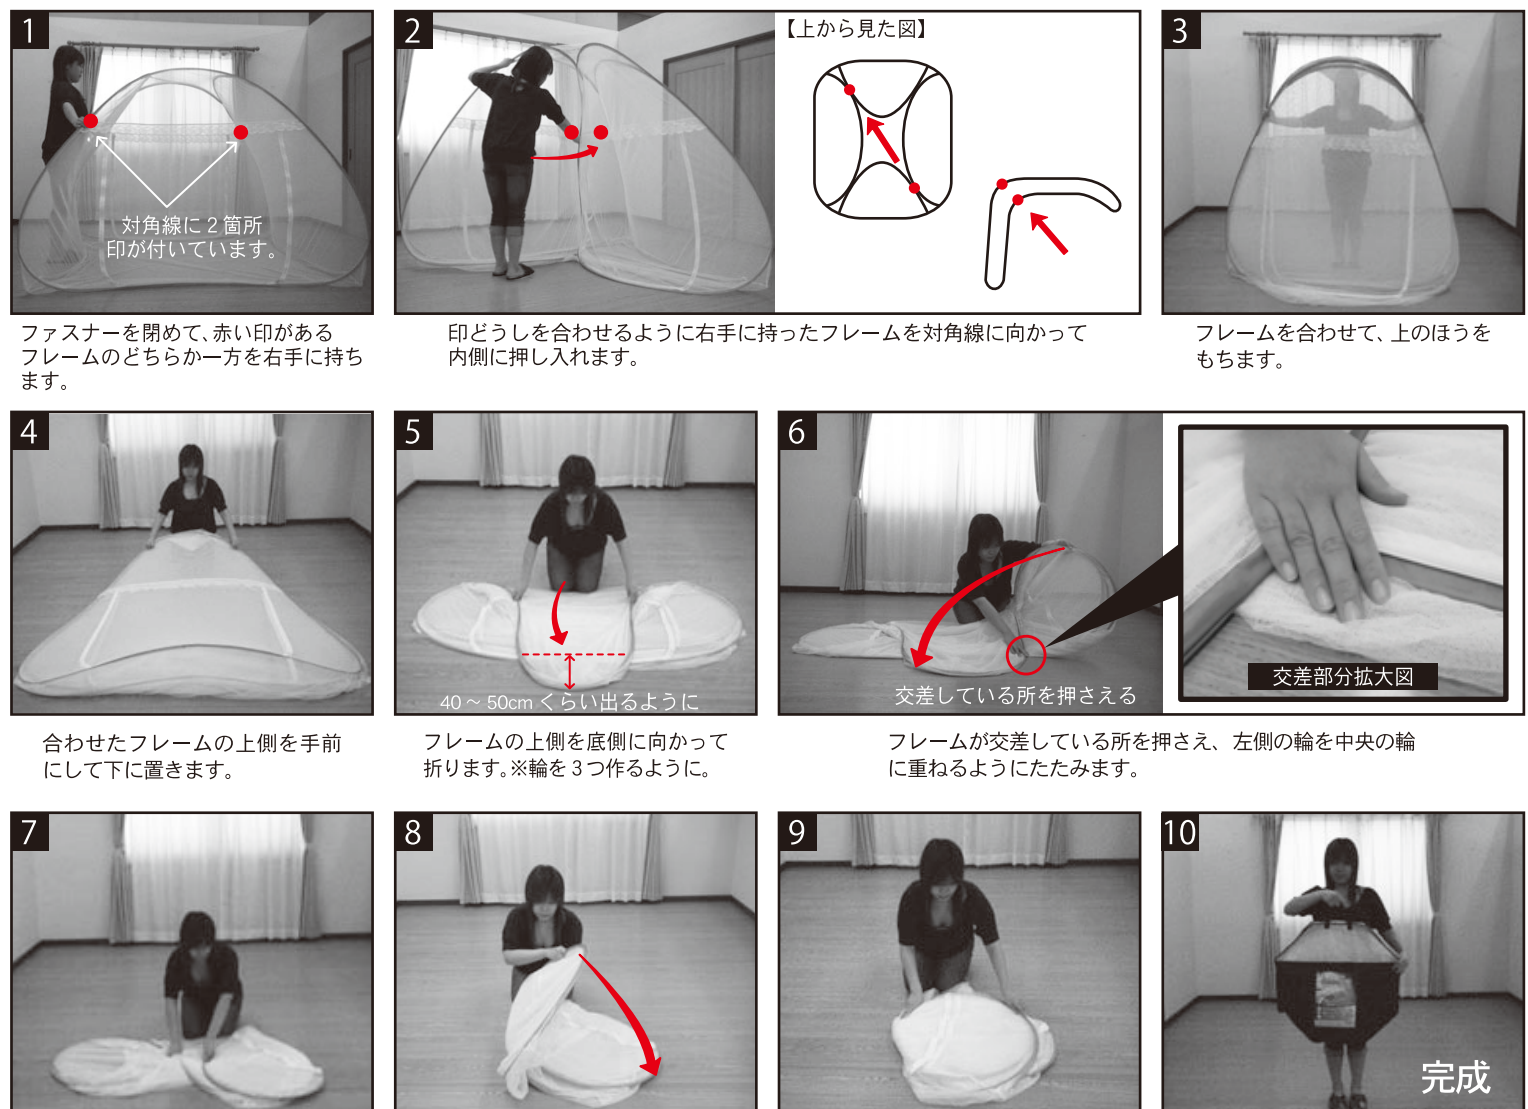 1
対角線に2箇所
印が付いています。
ファスナーを閉めて、赤い印がある
フレームのどちらか一方を右手に持ち
ます。
2
【上から見た図】
印どうしを合わせるように右手に持ったフレームを対角線に向かって
内側に押し入れます。
3
フレームを合わせて、上のほうを
もちます。
4
合わせたフレームの上側を手前
にして下に置きます。
5
40～50cmくらい出るように
フレームの上側を底側に向かって
折ります。※輪を3つ作るように。
6
交差している所を押さえる
交差部分拡大図
フレームが交差している所を押さえ、左側の輪を中央の輪
に重ねるようにたたみます。
7
8
9
10
完成